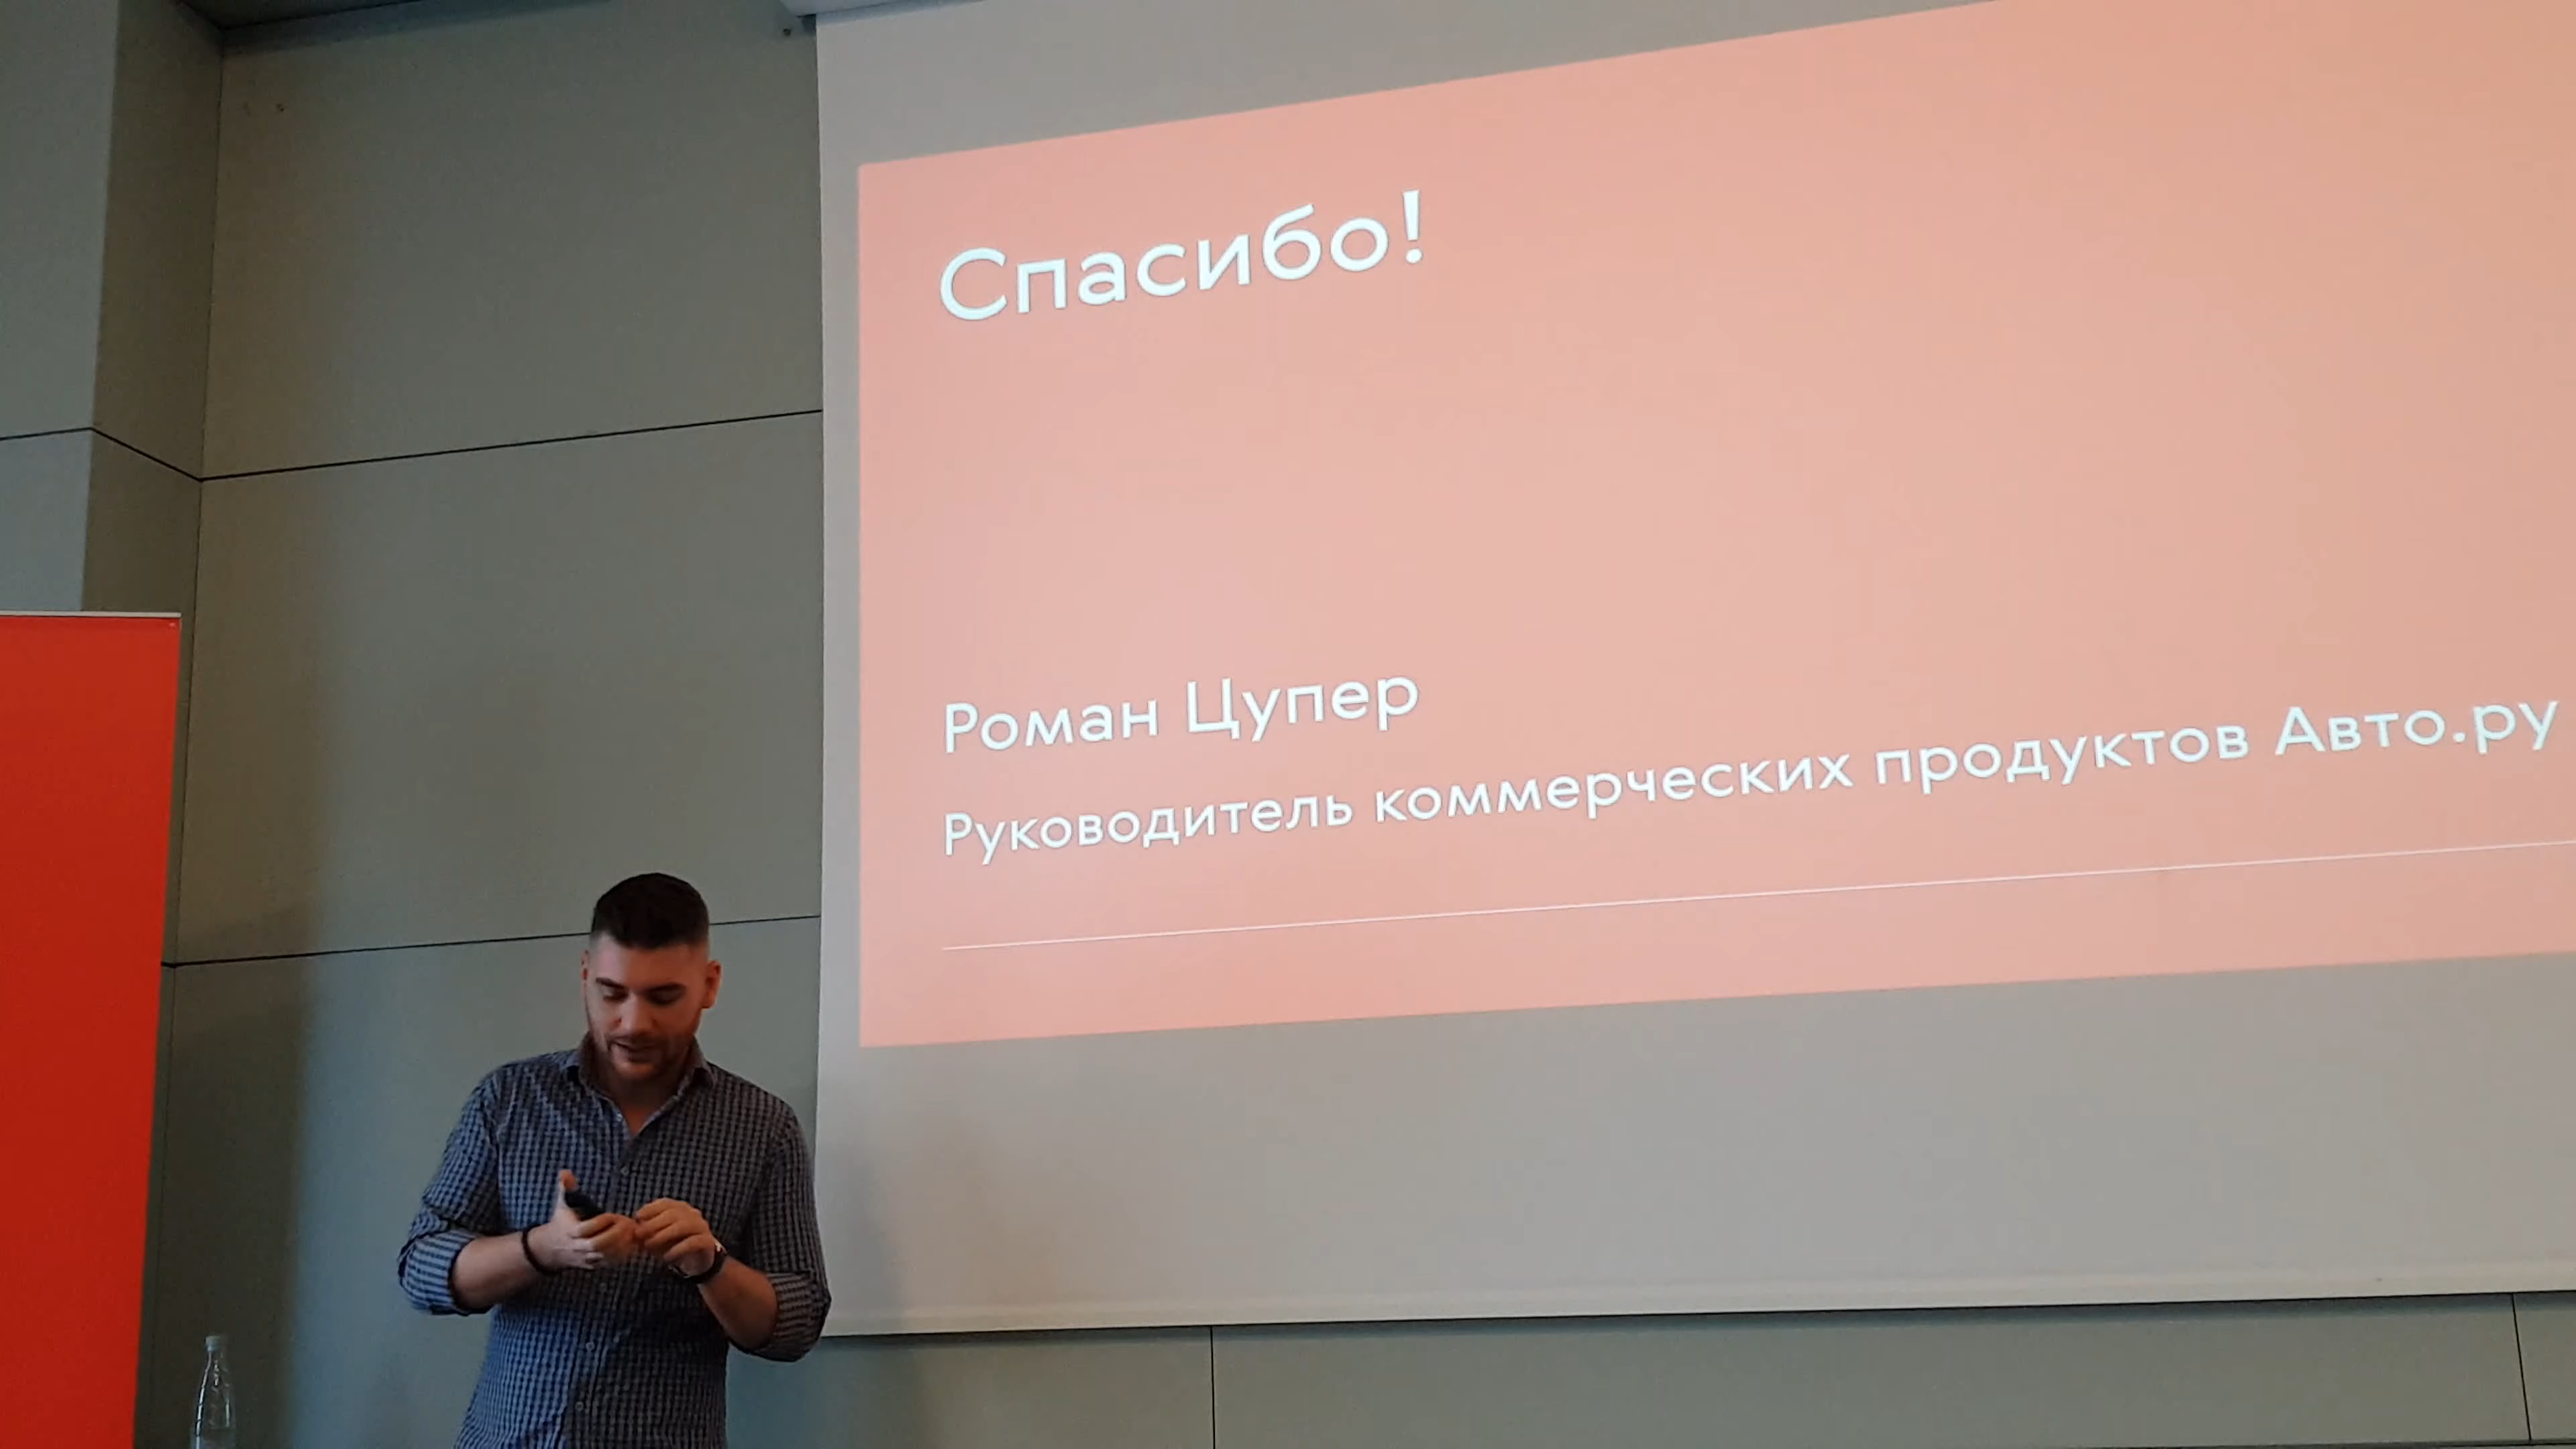 Спасибо!
Роман Цупер
Руководитель коммерческих продуктов Авто.ру